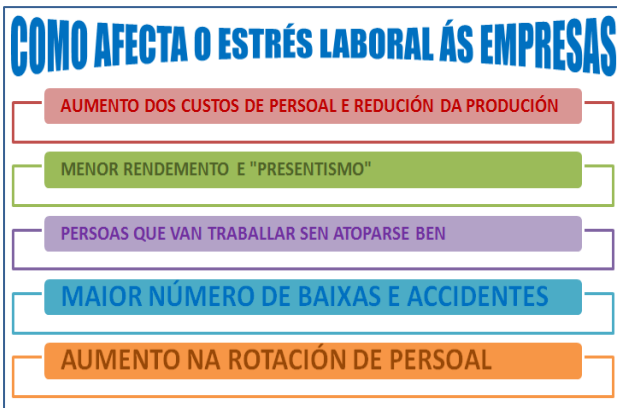 COMO AFECTA O ESTRÉS LABORAL ÁS EMPRESAS
AUMENTO DOS CUSTOS DE PERSOAL E REDUCIÓN DA PRODUCIÓN
MENOR RENDEMENTO E "PRESENTISMO"
PERSOAS QUE VAN TRABALLAR SEN ATOPARSE BEN
MAIOR NÚMERO DE BAIXAS E ACCIDENTES
AUMENTO NA ROTACIÓN DE PERSOAL